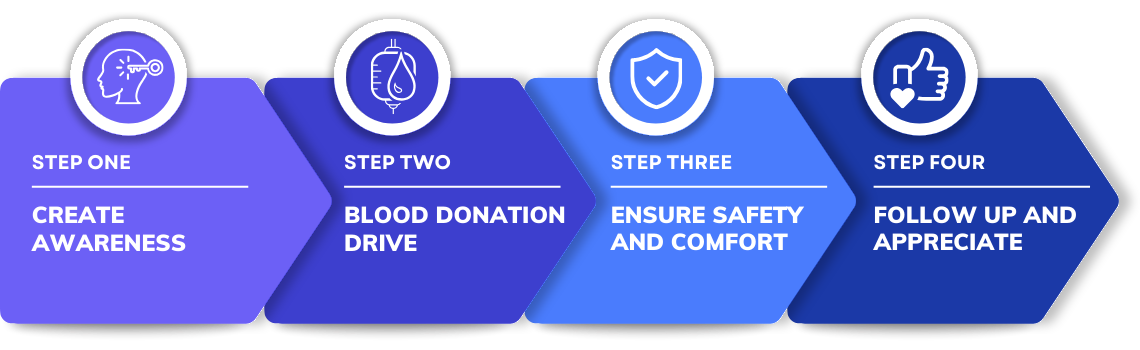 STEP ONE
CREATE
AWARENESS
STEP TWO
BLOOD DONATION
DRIVE
STEP THREE
ENSURE SAFETY
AND COMFORT
STEP FOUR
FOLLOW UP AND
APPRECIATE